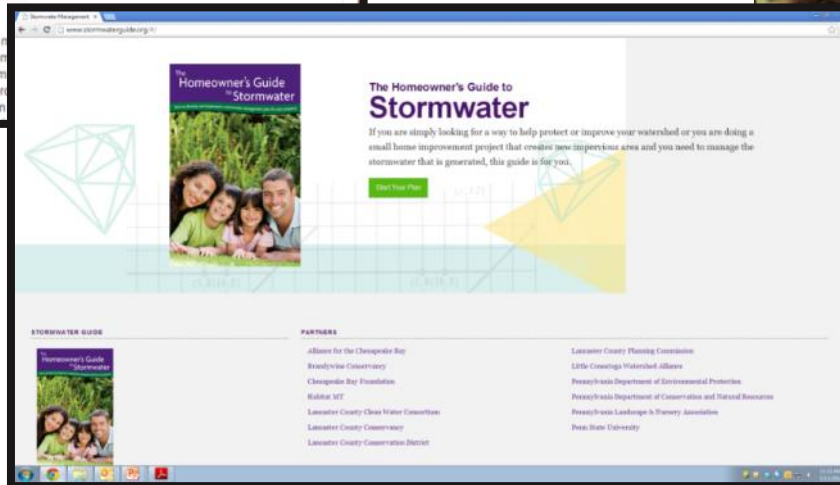 Stormwater Management
www.stormwaterguide.org/#/
The
Homeowner's Guide
to Stormwater
The Homeowner's Guide to
Stormwater
If you are simply looking for a way to help protect or improve your watershed or you are doing a
small home improvement project that creates new impervious area and you need to manage the
stormwater that is generated, this guide is for you.
Start Your Plan
STORMWATER GUIDE
The
Homeowner's Guide
to Stormwater
PARTNERS
Alliance for the Chesapeake Bay
Brandywine Conservancy
Chesapeake Bay Foundation
Habitat MT
Lancaster County Clean Water Consortium
Lancaster County Conservancy
Lancaster County Conservation District
Lancaster County Planning Commission
Little Conestoga Watershed Alliance
Pennsylvania Department of Environmental Protection
Pennsylvania Department of Conservation and Natural Resources
Pennsylvania Landscape & Nursery Association
Penn State University